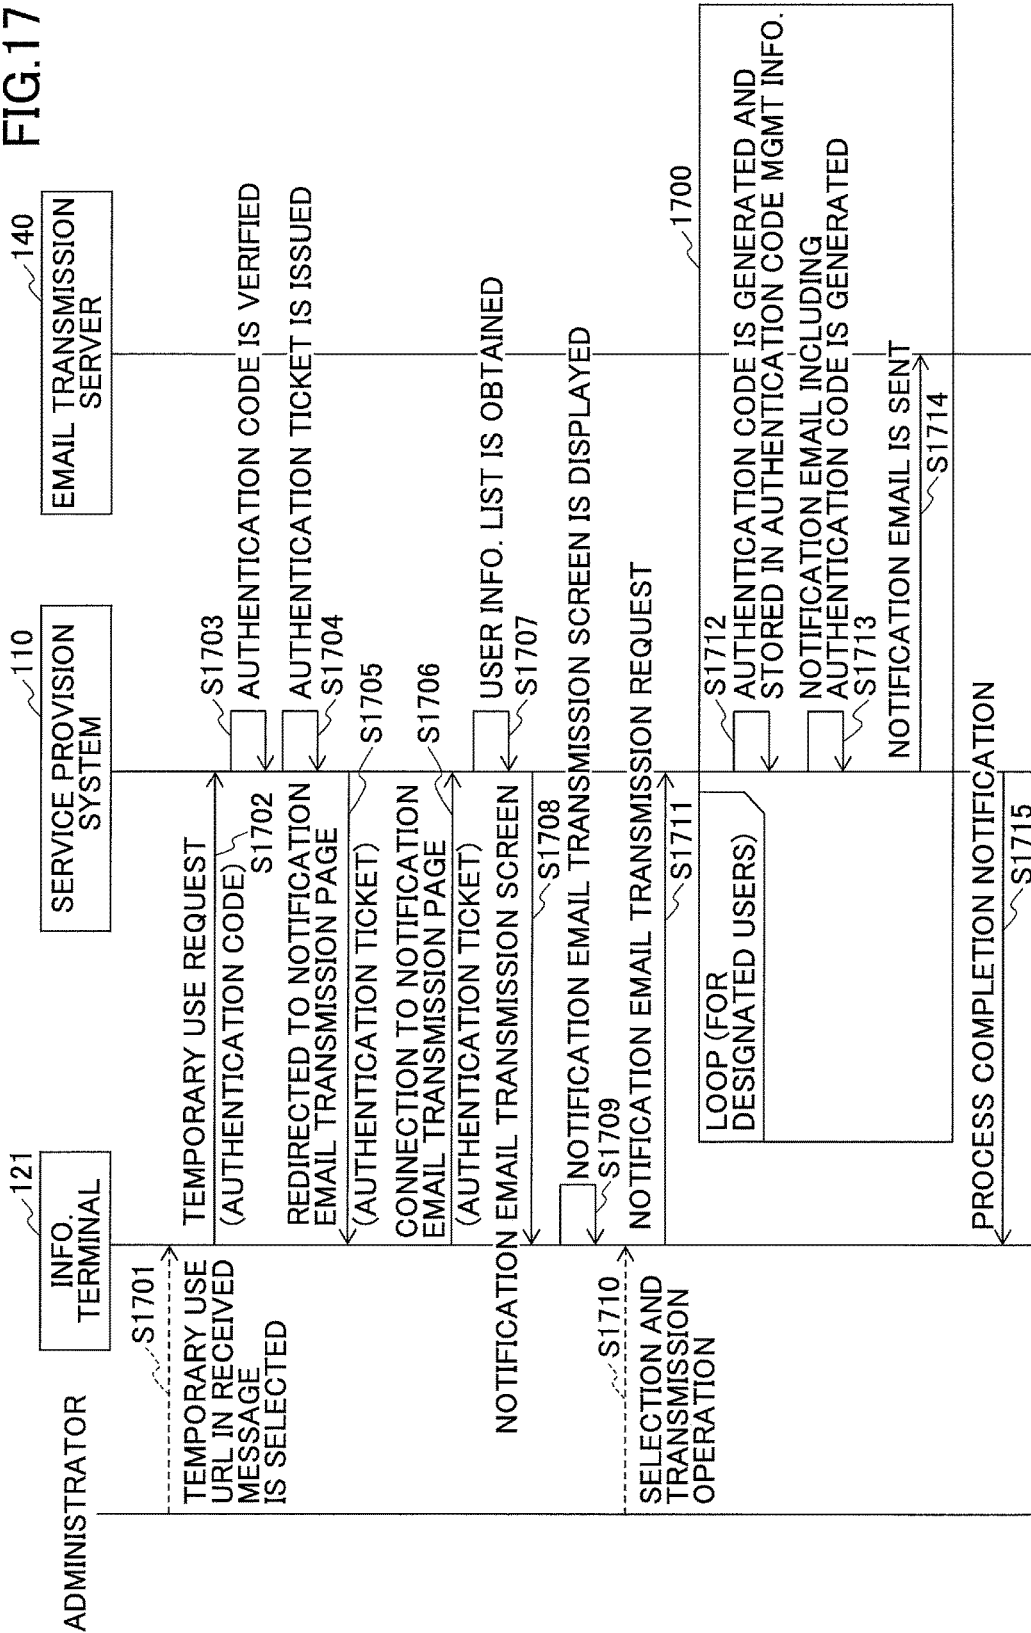 FIG.17
ADMINISTRATOR
121
INFO.
TERMINAL
110
SERVICE PROVISION
SYSTEM
140
EMAIL TRANSMISSION
SERVER
S1701
TEMPORARY USE
URL IN RECEIVED
MESSAGE
IS SELECTED
TEMPORARY USE REQUEST
(AUTHENTICATION CODE)
S1702
S1703
AUTHENTICATION CODE IS VERIFIED
AUTHENTICATION TICKET IS ISSUED
S1704
REDIRECTED TO NOTIFICATION
EMAIL TRANSMISSION PAGE
S1705
(AUTHENTICATION TICKET)
CONNECTION TO NOTIFICATION
EMAIL TRANSMISSION PAGE
S1706
(AUTHENTICATION TICKET)
USER INFO. LIST IS OBTAINED
S1707
NOTIFICATION EMAIL TRANSMISSION SCREEN
S1708
NOTIFICATION EMAIL TRANSMISSION SCREEN IS DISPLAYED
S1709
S1710
SELECTION AND
TRANSMISSION
OPERATION
NOTIFICATION EMAIL TRANSMISSION REQUEST
S1711
1700
LOOP (FOR
DESIGNATED USERS)
S1712
AUTHENTICATION CODE IS GENERATED AND
STORED IN AUTHENTICATION CODE MGMT INFO.
NOTIFICATION EMAIL INCLUDING
AUTHENTICATION CODE IS GENERATED
S1713
NOTIFICATION EMAIL IS SENT
S1714
PROCESS COMPLETION NOTIFICATION
S1715